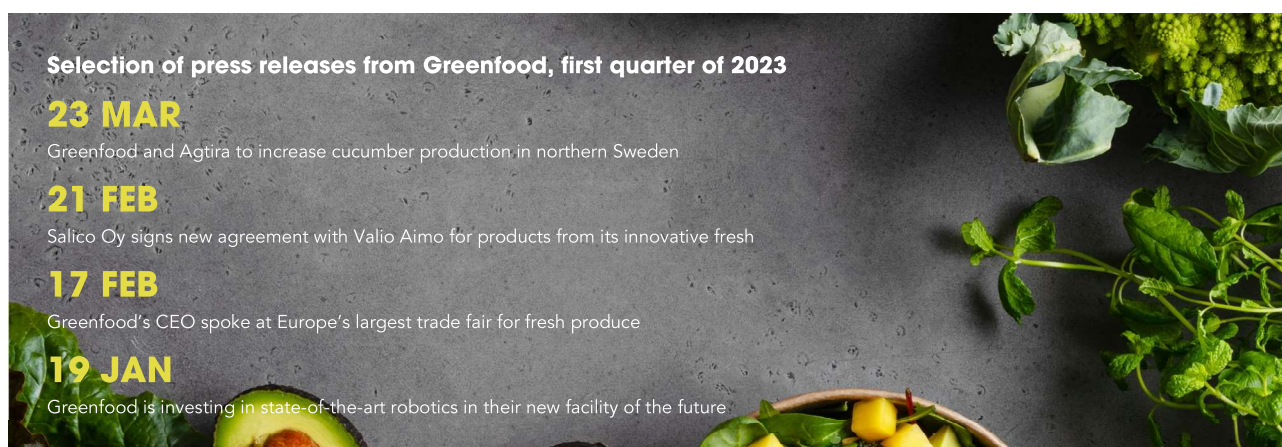 Selection of press releases from Greenfood, first quarter of 2023
23 MAR
Greenfood and Agtira to increase cucumber production in northern Sweden
21 FEB
Salico Oy signs new agreement with Valio Aimo for products from its innovative fresh
17 FEB
Greenfood’s CEO spoke at Europe’s largest trade fair for fresh produce
19 JAN
Greenfood is investing in state-of-the-art robotics in their new facility of the future